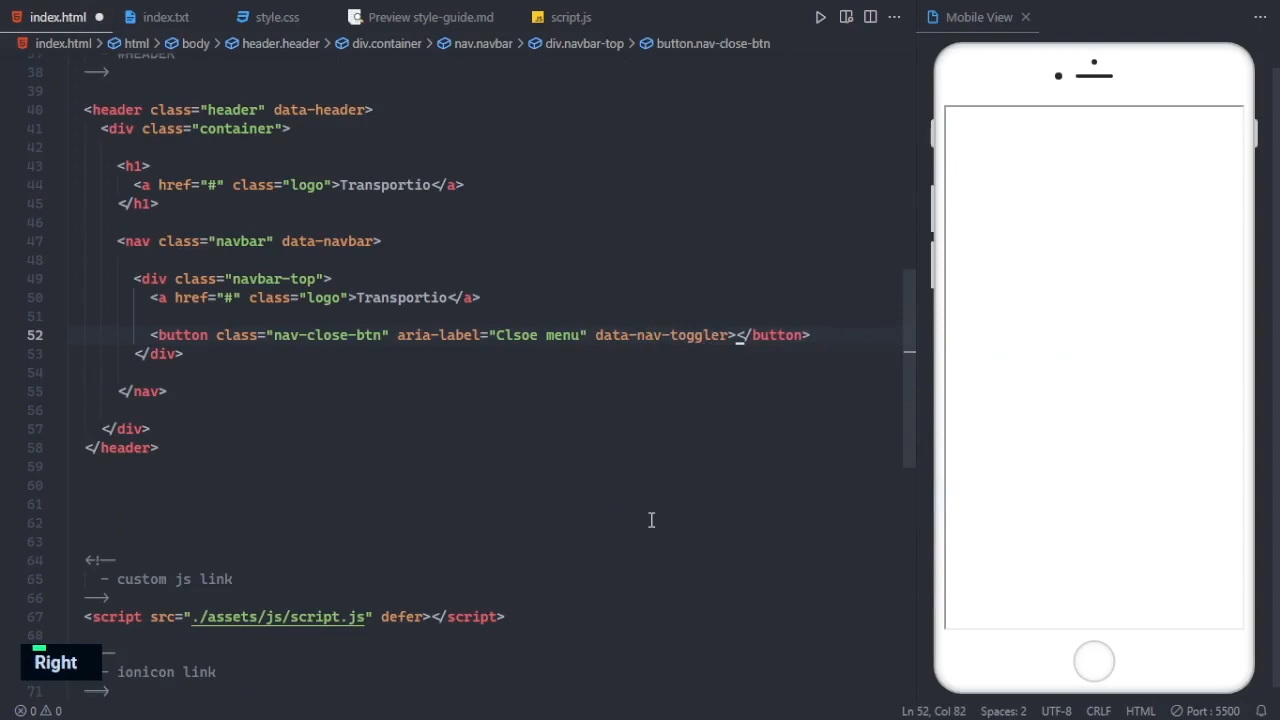 index.html
index.txt
style.css
Preview style-guide.md
script.js
Mobile View
index.html > html > body > header.header > div.container > nav.navbar > div.navbar-top > button.nav-close-btn
37 - #HEADER
38 -->
39
40 <header class="header" data-header>
41 <div class="container">
42
43 <h1>
44 <a href="#" class="logo">Transportio</a>
45 </h1>
46
47 <nav class="navbar" data-navbar>
48
49 <div class="navbar-top">
50 <a href="#" class="logo">Transportio</a>
51
52 <button class="nav-close-btn" aria-label="Clsoe menu" data-nav-toggler></button>
53 </div>
54
55 </nav>
56
57 </div>
58 </header>
59
60
61
62
63
64 <!--
65 - custom js link
66 -->
67 <script src="./assets/js/script.js" defer></script>
68
- ionicon link
71 -->
Right
0 0
Ln 52, Col 82
Spaces: 2
UTF-8
CRLF
HTML
Port : 5500